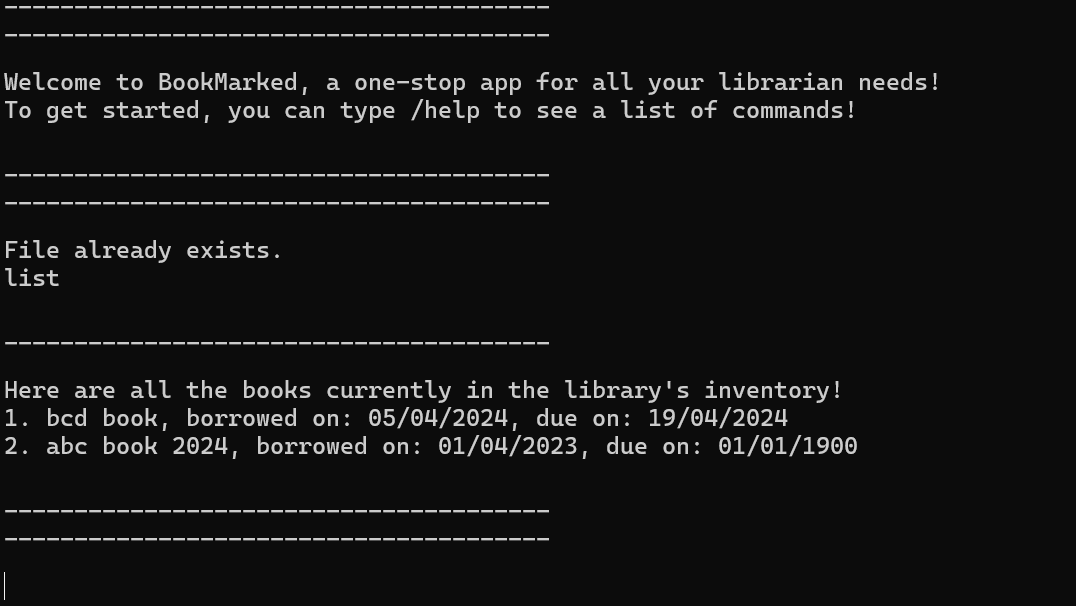 ---------------------------------------
---------------------------------------
Welcome to BookMarked, a one-stop app for all your librarian needs!
To get started, you can type /help to see a list of commands!
---------------------------------------
---------------------------------------
File already exists.
list
---------------------------------------
Here are all the books currently in the library's inventory!
1. bcd book, borrowed on: 05/04/2024, due on: 19/04/2024
2. abc book 2024, borrowed on: 01/04/2023, due on: 01/01/1900
---------------------------------------
---------------------------------------